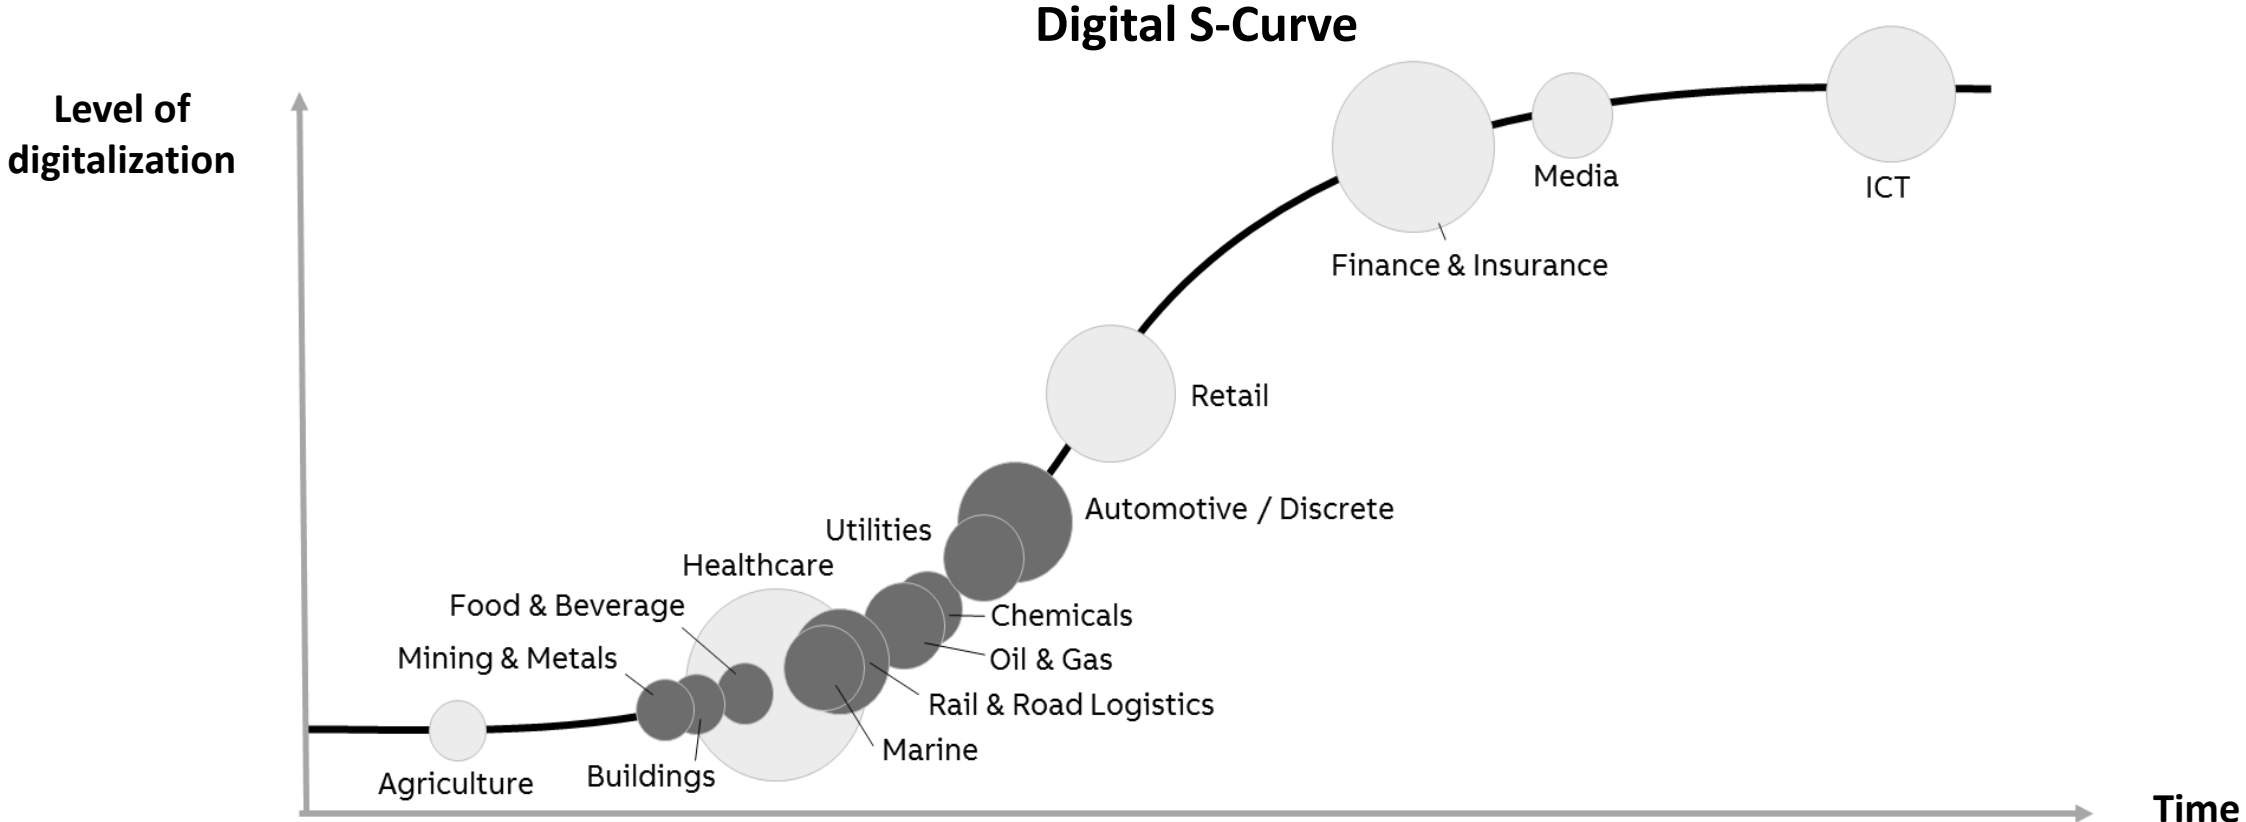 Digital S-Curve
Level of
digitalization
Media
ICT
Finance & Insurance
Retail
Automotive / Discrete
Utilities
Healthcare
Food & Beverage
Chemicals
Mining & Metals
Oil & Gas
Rail & Road Logistics
Marine
Buildings
Agriculture
Time